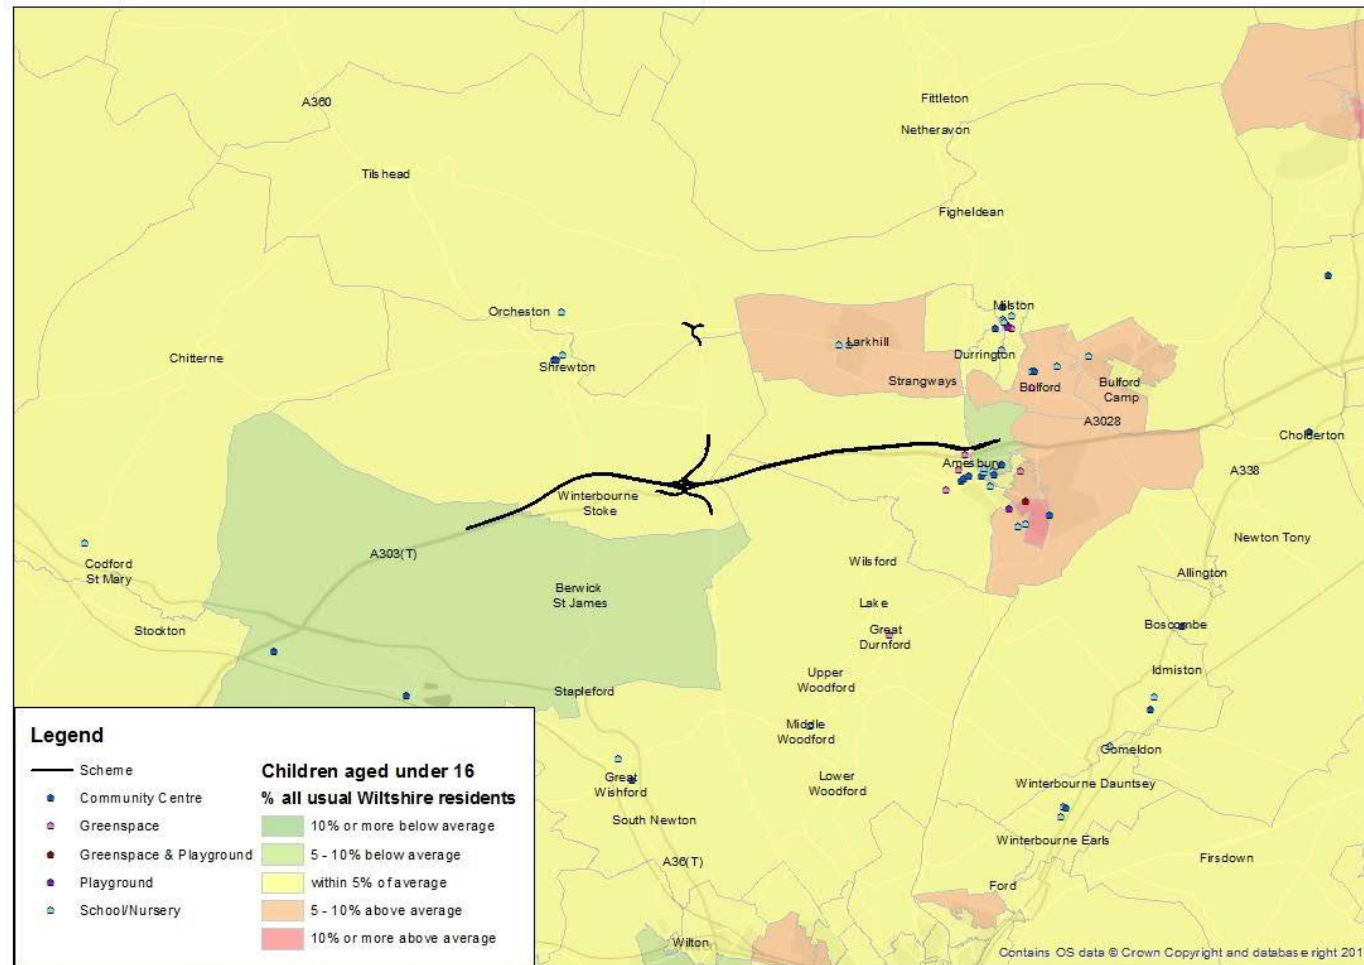 Fittleton
A360
Netheravon
Tilshead
Figheldean
Orcheston
Milston
Chitterne
Shrewton
Larkhill
Durrington
Strangways
Bulford
Bulford
Camp
A3028
Cholderton
Amesbury
A338
Winterbourne
Stoke
Newton Tony
A303(T)
Codford
St Mary
Wilsford
Allington
Berwick
St James
Lake
Stockton
Great
Durnford
Boscombe
Idmiston
Upper
Woodford
Stapleford
Middle
Woodford
Gomeldon
Great
Wishford
Lower
Woodford
Winterbourne Dauntsey
South Newton
Winterbourne Earls
A36(T)
Firsdown
Ford
Wilton
Legend
Scheme
Community Centre
Greenspace
Greenspace & Playground
Playground
School/Nursery
Children aged under 16
% all usual Wiltshire residents
10% or more below average
5 - 10% below average
within 5% of average
5 - 10% above average
10% or more above average
Contains OS data © Crown Copyright and database right 201